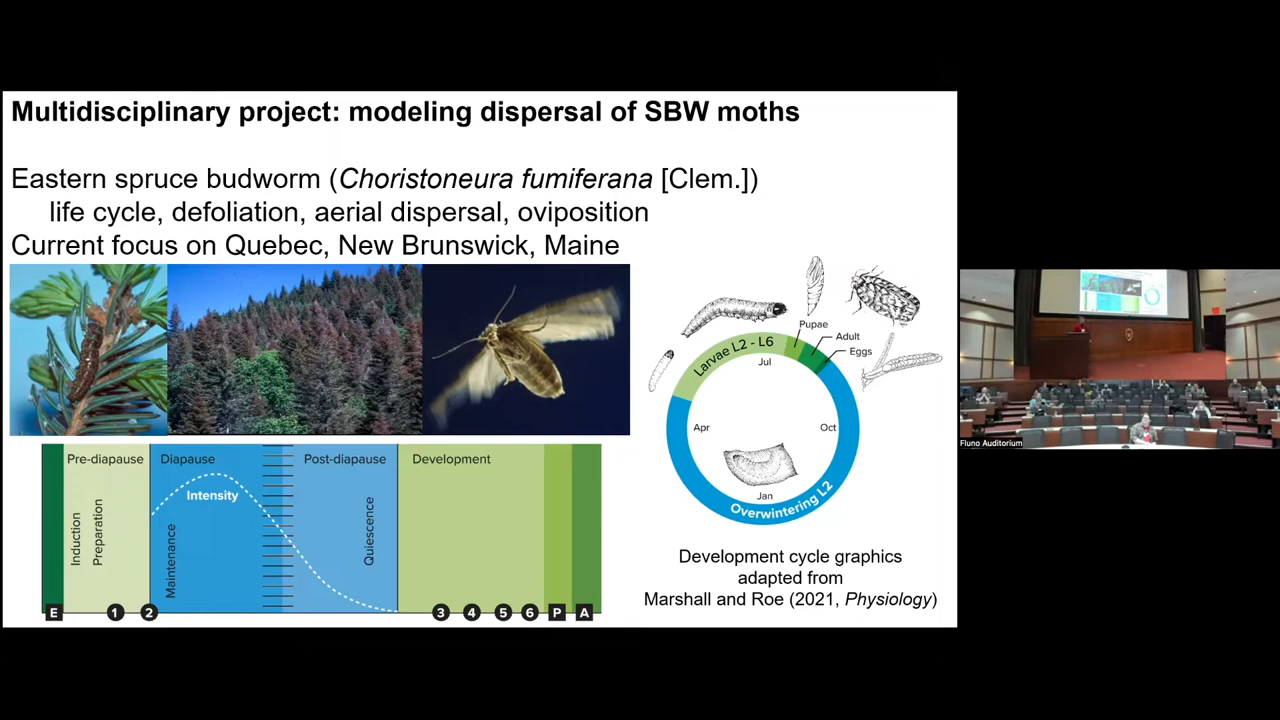 Multidisciplinary project: modeling dispersal of SBW moths
Eastern spruce budworm (Choristoneura fumiferana [Clem.])
life cycle, defoliation, aerial dispersal, oviposition
Current focus on Quebec, New Brunswick, Maine
Pupae
Adult
Eggs
Larvae L2 - L6
Jul
Apr
Oct
Jan
Overwintering L2
Pre-diapause
Diapause
Post-diapause
Development
Intensity
Induction
Preparation
Maintenance
Quiescence
E 1 2 3 4 5 6 P A
Development cycle graphics
adapted from
Marshall and Roe (2021, Physiology)
Fluno Auditorium